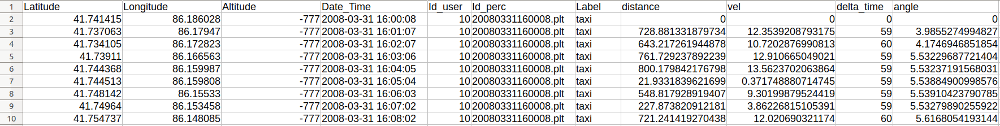 1 Latitude Longitude Altitude Date_Time Id_user Id_perc Label distance vel delta_time angle
2 41.741415 86.186028 -777 2008-03-31 16:00:08 10 20080331160008.plt taxi 0 0 0 0
3 41.737063 86.17947 -777 2008-03-31 16:01:07 10 20080331160008.plt taxi 728.881331879734 12.3539208793175 59 3.9855274994827
4 41.734105 86.172823 -777 2008-03-31 16:02:07 10 20080331160008.plt taxi 643.217261944878 10.7202876990813 60 4.1746946851854
5 41.73911 86.166563 -777 2008-03-31 16:03:06 10 20080331160008.plt taxi 761.729237892239 12.910665049021 59 5.53229687721404
6 41.744368 86.159987 -777 2008-03-31 16:04:05 10 20080331160008.plt taxi 800.179842176798 13.5623702063864 59 5.53237191568031
7 41.744513 86.159808 -777 2008-03-31 16:05:04 10 20080331160008.plt taxi 21.9331839621699 0.371748880714745 59 5.53884900998576
8 41.748142 86.15533 -777 2008-03-31 16:06:03 10 20080331160008.plt taxi 548.817928919407 9.30199879524419 59 5.53910423790785
9 41.74964 86.153458 -777 2008-03-31 16:07:02 10 20080331160008.plt taxi 227.873820912181 3.86226815105391 59 5.53279890255922
10 41.754737 86.148085 -777 2008-03-31 16:08:02 10 20080331160008.plt taxi 721.241419270438 12.020690321174 60 5.6168054193144